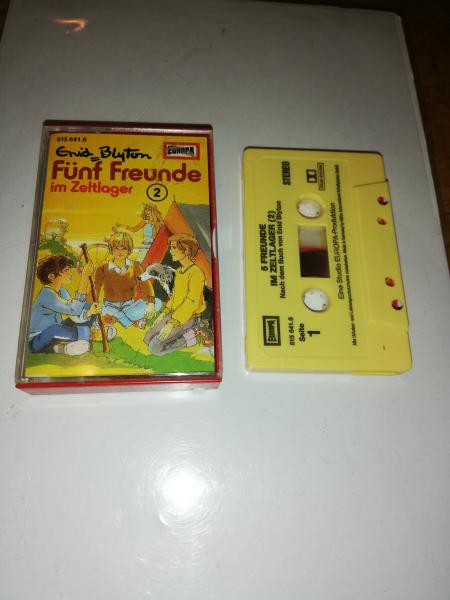 515 641.6
Enid Blyton
EUROPA
Fünf Freunde
im Zeltlager
2
STEREO
5 FREUNDE
IM ZELTLAGER (2)
Nach dem Buch von Enid Blyton
Eine Studio EUROPA-Produktion
EUROPA
515 641.6
Seite
1